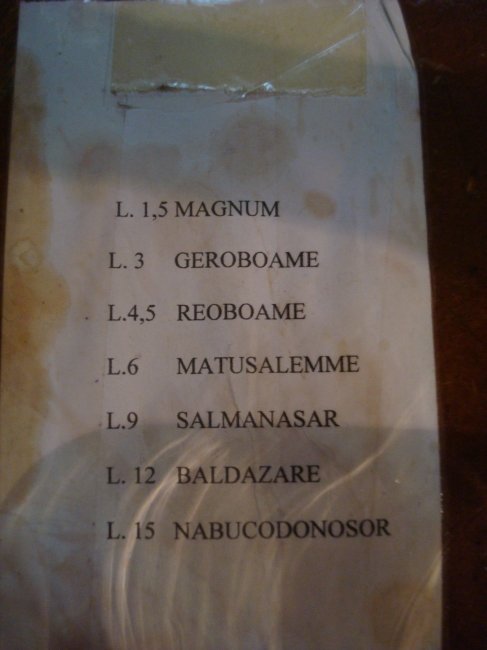 L. 1,5 MAGNUM
L. 3 GEROBOAME
L.4,5 REOBOAME
L.6 MATUSALEMME
L.9 SALMANASAR
L. 12 BALDAZARE
L. 15 NABUCODONOSOR